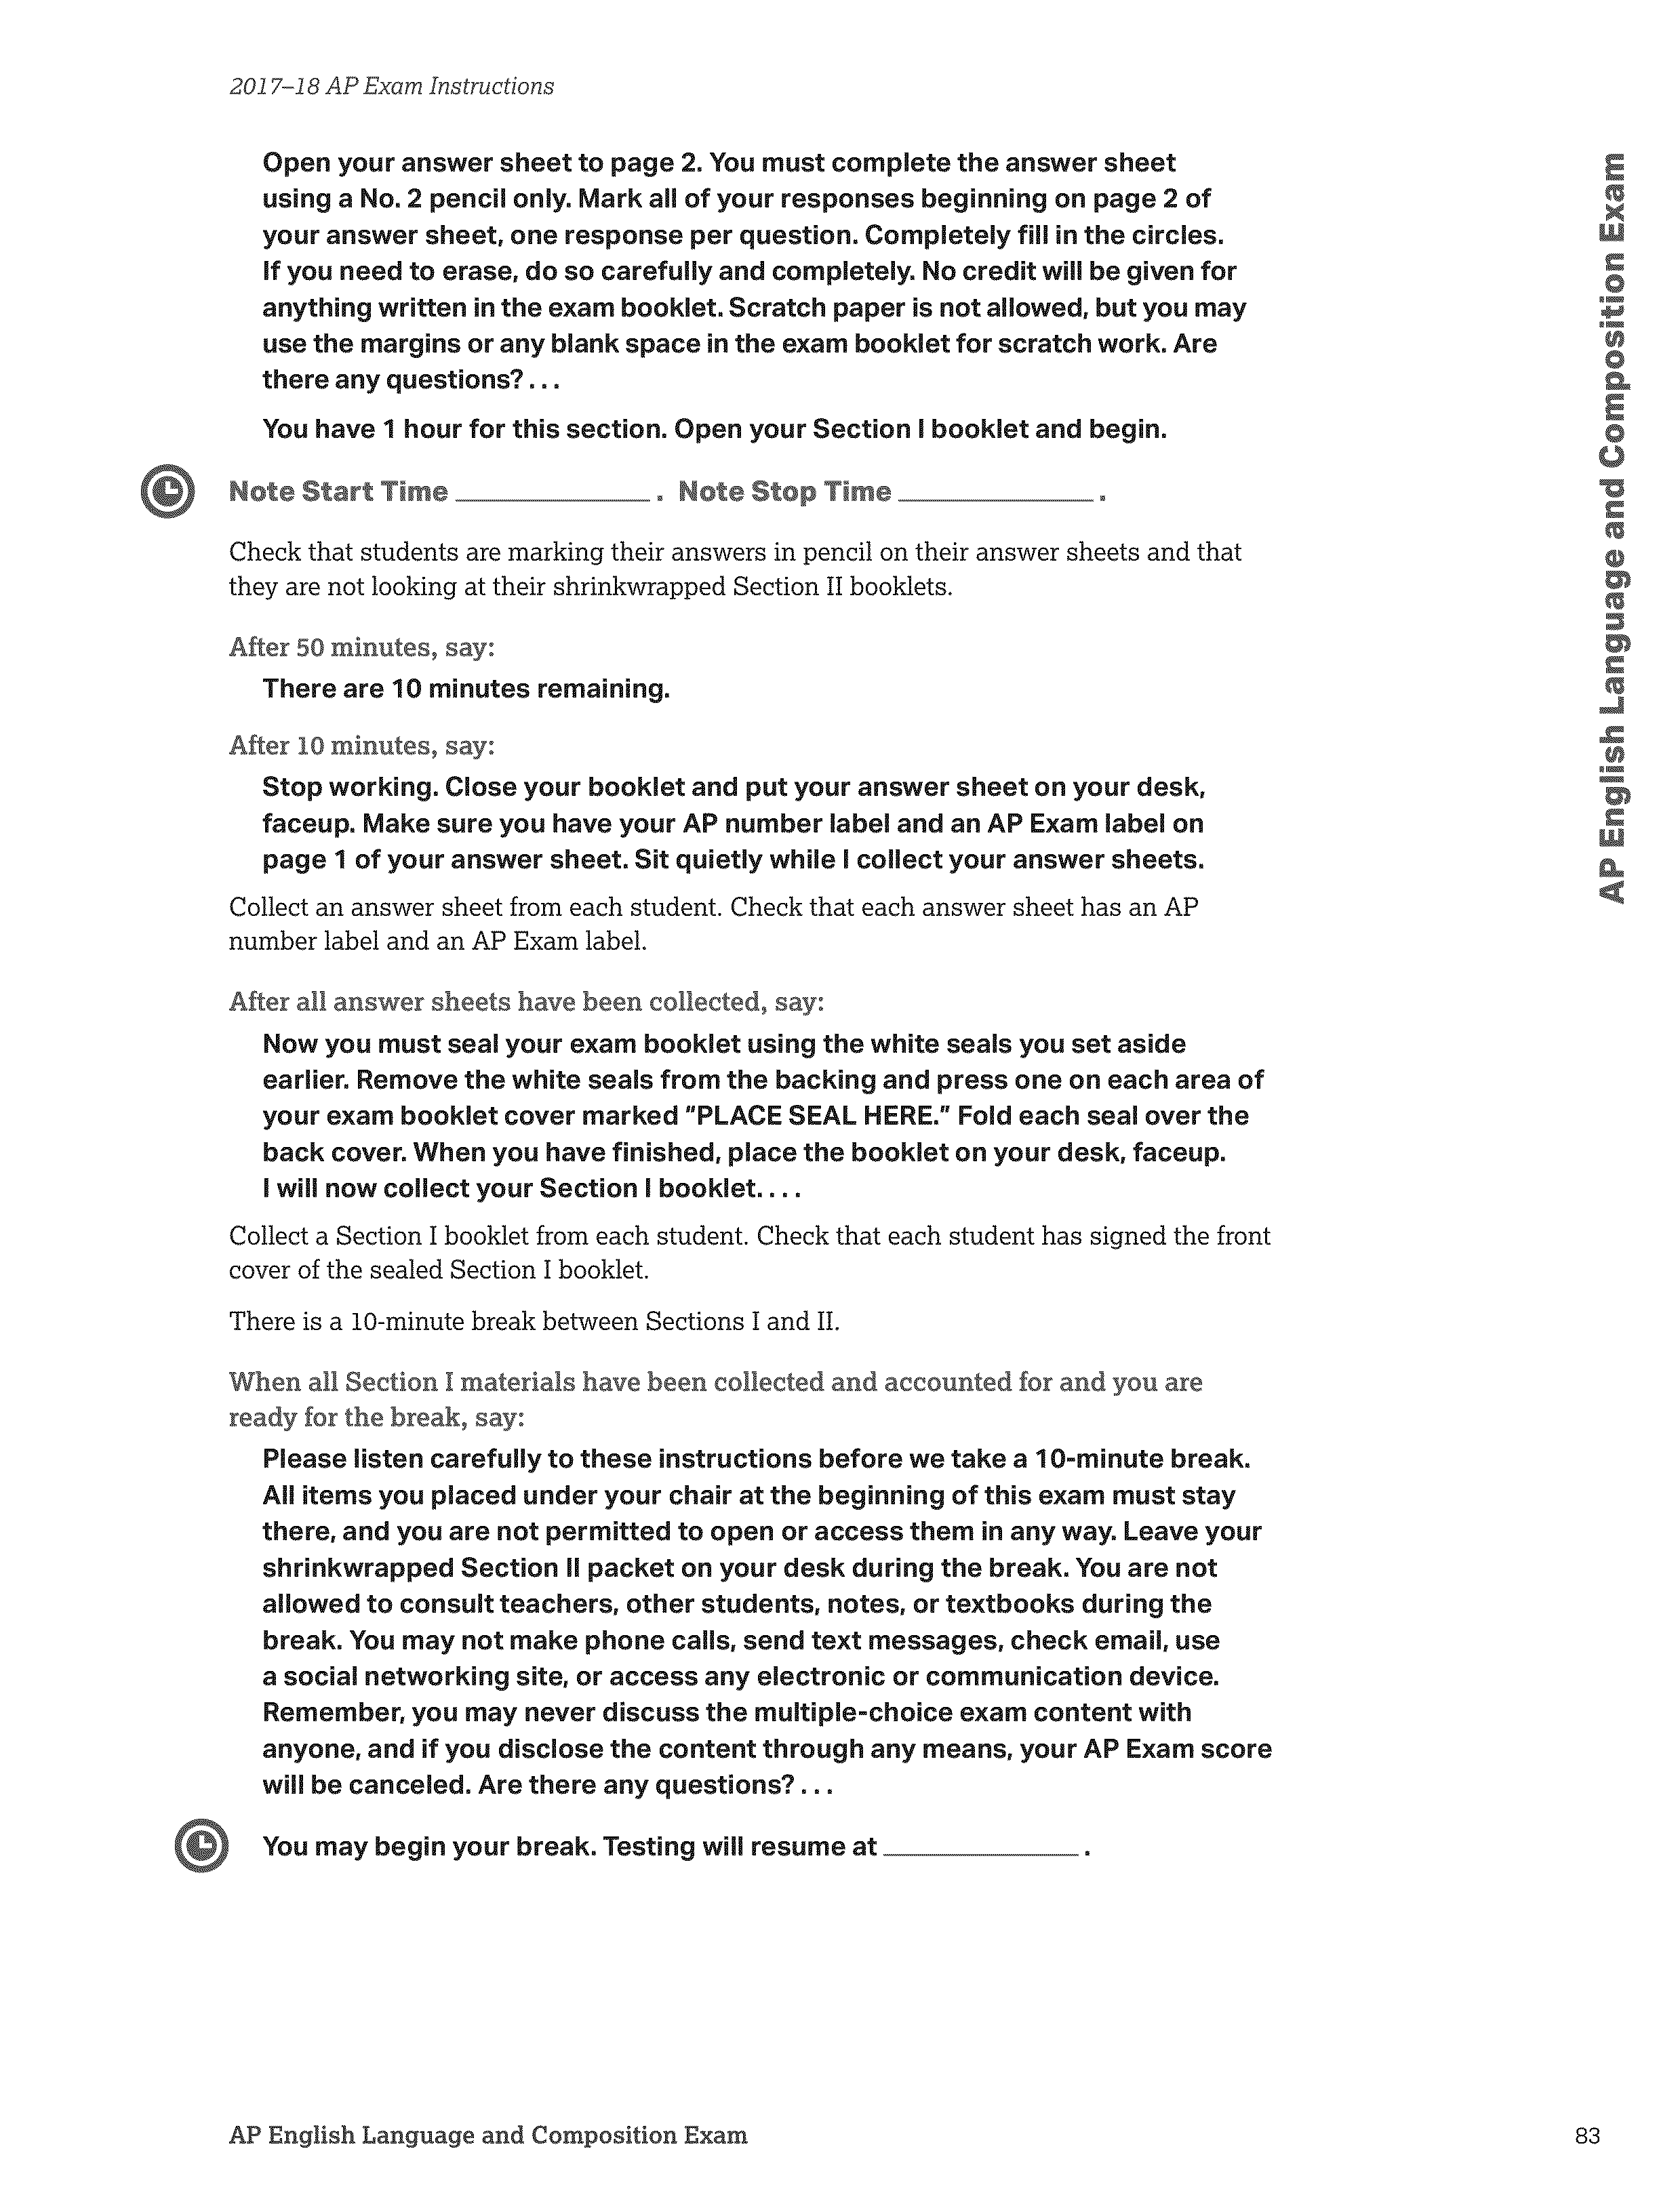 2017–18 AP Exam Instructions
Open your answer sheet to page 2. You must complete the answer sheet
using a No. 2 pencil only. Mark all of your responses beginning on page 2 of
your answer sheet, one response per question. Completely fill in the circles.
If you need to erase, do so carefully and completely. No credit will be given for
anything written in the exam booklet. Scratch paper is not allowed, but you may
use the margins or any blank space in the exam booklet for scratch work. Are
there any questions? . . .
You have 1 hour for this section. Open your Section I booklet and begin.
Note Start Time ______________ . Note Stop Time ______________ .
Check that students are marking their answers in pencil on their answer sheets and that
they are not looking at their shrinkwrapped Section II booklets.
After 50 minutes, say:
There are 10 minutes remaining.
After 10 minutes, say:
Stop working. Close your booklet and put your answer sheet on your desk,
faceup. Make sure you have your AP number label and an AP Exam label on
page 1 of your answer sheet. Sit quietly while I collect your answer sheets.
Collect an answer sheet from each student. Check that each answer sheet has an AP
number label and an AP Exam label.
After all answer sheets have been collected, say:
Now you must seal your exam booklet using the white seals you set aside
earlier. Remove the white seals from the backing and press one on each area of
your exam booklet cover marked "PLACE SEAL HERE." Fold each seal over the
back cover. When you have finished, place the booklet on your desk, faceup.
I will now collect your Section I booklet. . . .
Collect a Section I booklet from each student. Check that each student has signed the front
cover of the sealed Section I booklet.
There is a 10-minute break between Sections I and II.
When all Section I materials have been collected and accounted for and you are
ready for the break, say:
Please listen carefully to these instructions before we take a 10-minute break.
All items you placed under your chair at the beginning of this exam must stay
there, and you are not permitted to open or access them in any way. Leave your
shrinkwrapped Section II packet on your desk during the break. You are not
allowed to consult teachers, other students, notes, or textbooks during the
break. You may not make phone calls, send text messages, check email, use
a social networking site, or access any electronic or communication device.
Remember, you may never discuss the multiple-choice exam content with
anyone, and if you disclose the content through any means, your AP Exam score
will be canceled. Are there any questions? . . .
You may begin your break. Testing will resume at ______________ .
AP English Language and Composition Exam
AP English Language and Composition Exam
83